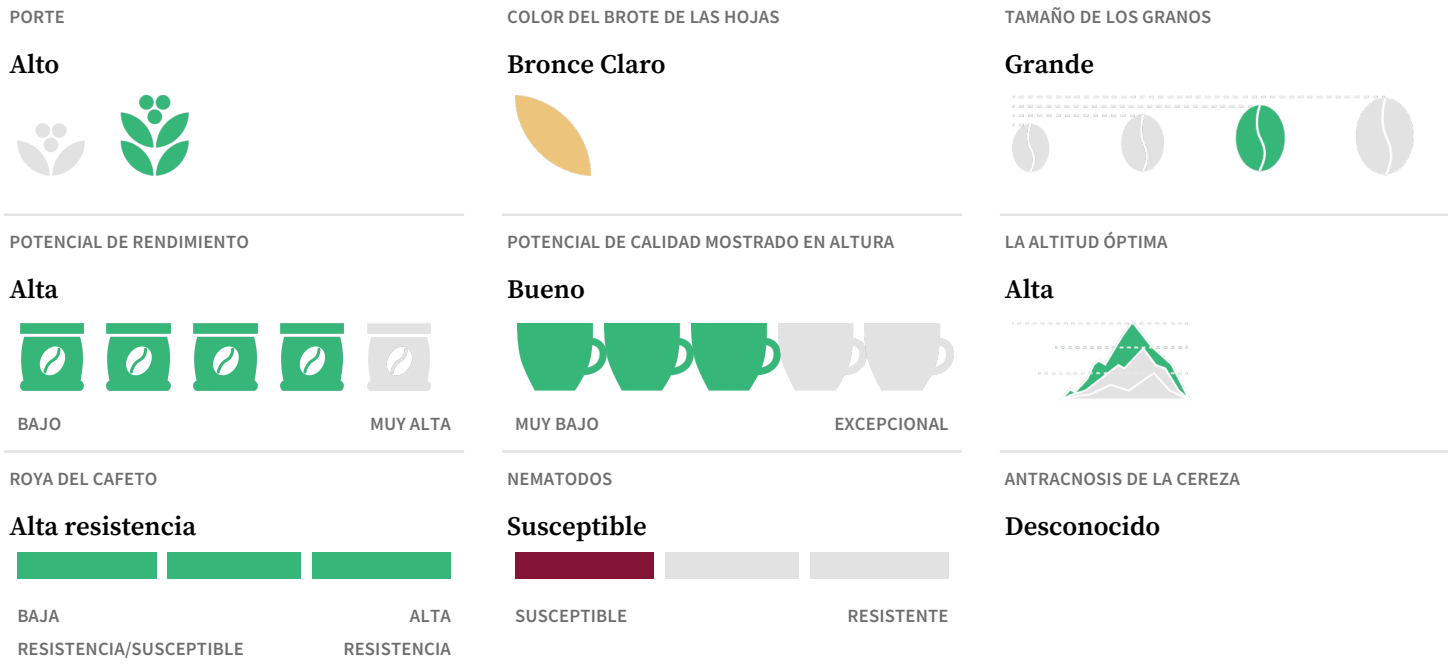 PORTE
Alto
COLOR DEL BROTE DE LAS HOJAS
Bronce Claro
TAMAÑO DE LOS GRANOS
Grande
POTENCIAL DE RENDIMIENTO
Alta
BAJO
MUY ALTA
POTENCIAL DE CALIDAD MOSTRADO EN ALTURA
Bueno
MUY BAJO
EXCEPCIONAL
LA ALTITUD ÓPTIMA
Alta
ROYA DEL CAFETO
Alta resistencia
BAJA
RESISTENCIA/SUSCEPTIBLE
ALTA
RESISTENCIA
NEMATODOS
Susceptible
SUSCEPTIBLE
RESISTENTE
ANTRACNOSIS DE LA CEREZA
Desconocido